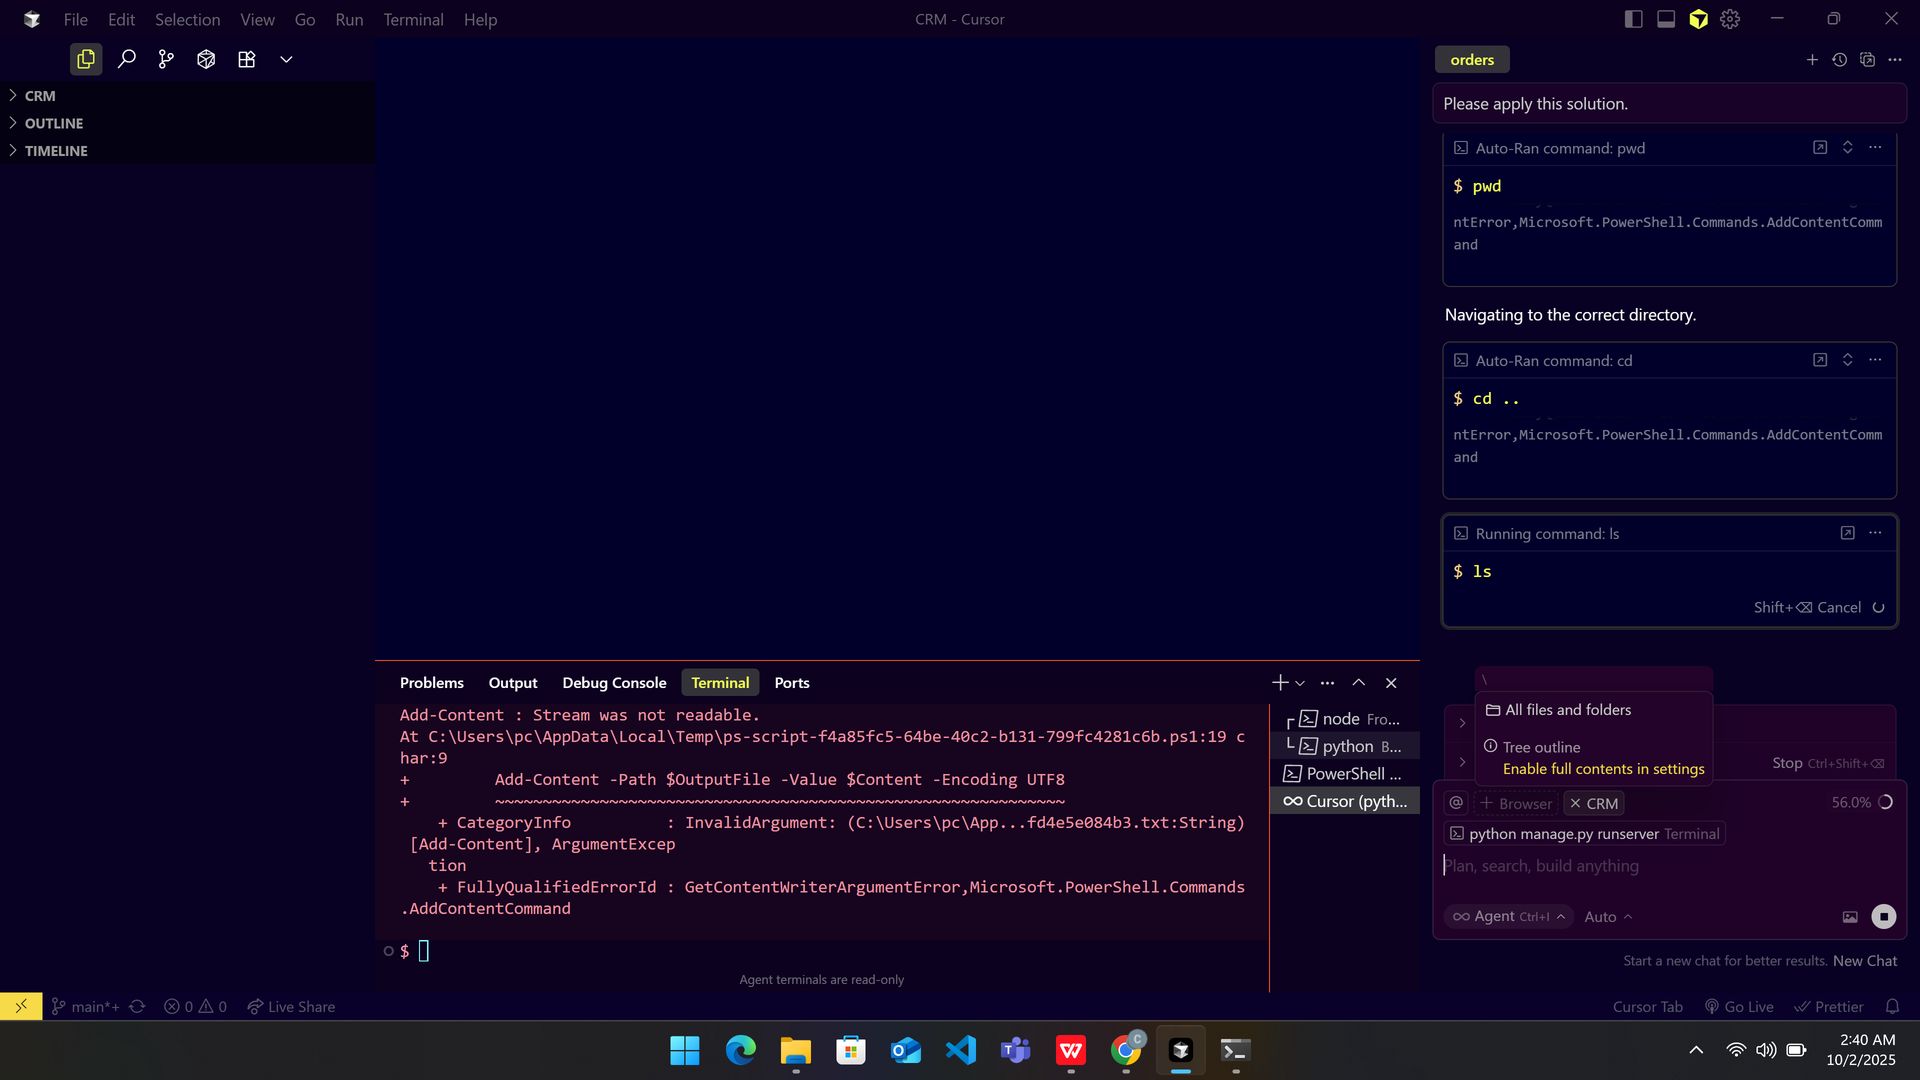 File Edit Selection View Go Run Terminal Help
CRM - Cursor
CRM
OUTLINE
TIMELINE
orders
Please apply this solution.
Auto-Ran command: pwd
$ pwd
ntError,Microsoft.PowerShell.Commands.AddContentComm
and
Navigating to the correct directory.
Auto-Ran command: cd
$ cd ..
ntError,Microsoft.PowerShell.Commands.AddContentComm
and
Running command: ls
$ ls
Shift+⌫ Cancel
\
All files and folders
Tree outline
Enable full contents in settings
Stop Ctrl+Shift+⌫
@ + Browser × CRM 56.0%
python manage.py runserver Terminal
Plan, search, build anything
∞ Agent Ctrl+I Auto
Start a new chat for better results. New Chat
Problems Output Debug Console Terminal Ports
Add-Content : Stream was not readable.
At C:\Users\pc\AppData\Local\Temp\ps-script-f4a85fc5-64be-40c2-b131-799fc4281c6b.ps1:19 c
har:9
+         Add-Content -Path $OutputFile -Value $Content -Encoding UTF8
+         ~~~~~~~~~~~~~~~~~~~~~~~~~~~~~~~~~~~~~~~~~~~~~~~~~~~~~~~~~~~~
    + CategoryInfo          : InvalidArgument: (C:\Users\pc\App...fd4e5e084b3.txt:String)
 [Add-Content], ArgumentExcep
   tion
    + FullyQualifiedErrorId : GetContentWriterArgumentError,Microsoft.PowerShell.Commands
.AddContentCommand
$
Agent terminals are read-only
node Fro...
python B...
PowerShell ...
∞ Cursor (pyth...
main*+ 0 0 Live Share
Cursor Tab Go Live Prettier
2:40 AM
10/2/2025